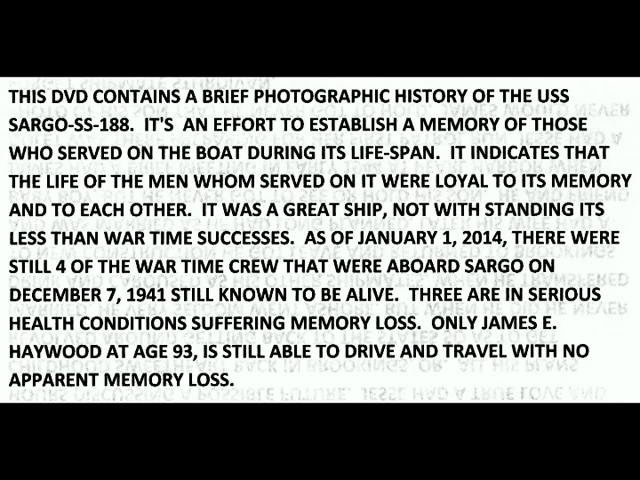 THIS DVD CONTAINS A BRIEF PHOTOGRAPHIC HISTORY OF THE USS
SARGO-SS-188.  IT'S  AN EFFORT TO ESTABLISH A MEMORY OF THOSE
WHO SERVED ON THE BOAT DURING ITS LIFE-SPAN.  IT INDICATES THAT
THE LIFE OF THE MEN WHOM SERVED ON IT WERE LOYAL TO ITS MEMORY
AND TO EACH OTHER.  IT WAS A GREAT SHIP, NOT WITH STANDING ITS
LESS THAN WAR TIME SUCCESSES.  AS OF JANUARY 1, 2014, THERE WERE
STILL 4 OF THE WAR TIME CREW THAT WERE ABOARD SARGO ON
DECEMBER 7, 1941 STILL KNOWN TO BE ALIVE.  THREE ARE IN SERIOUS
HEALTH CONDITIONS SUFFERING MEMORY LOSS.  ONLY JAMES E.
HAYWOOD AT AGE 93, IS STILL ABLE TO DRIVE AND TRAVEL WITH NO
APPARENT MEMORY LOSS.